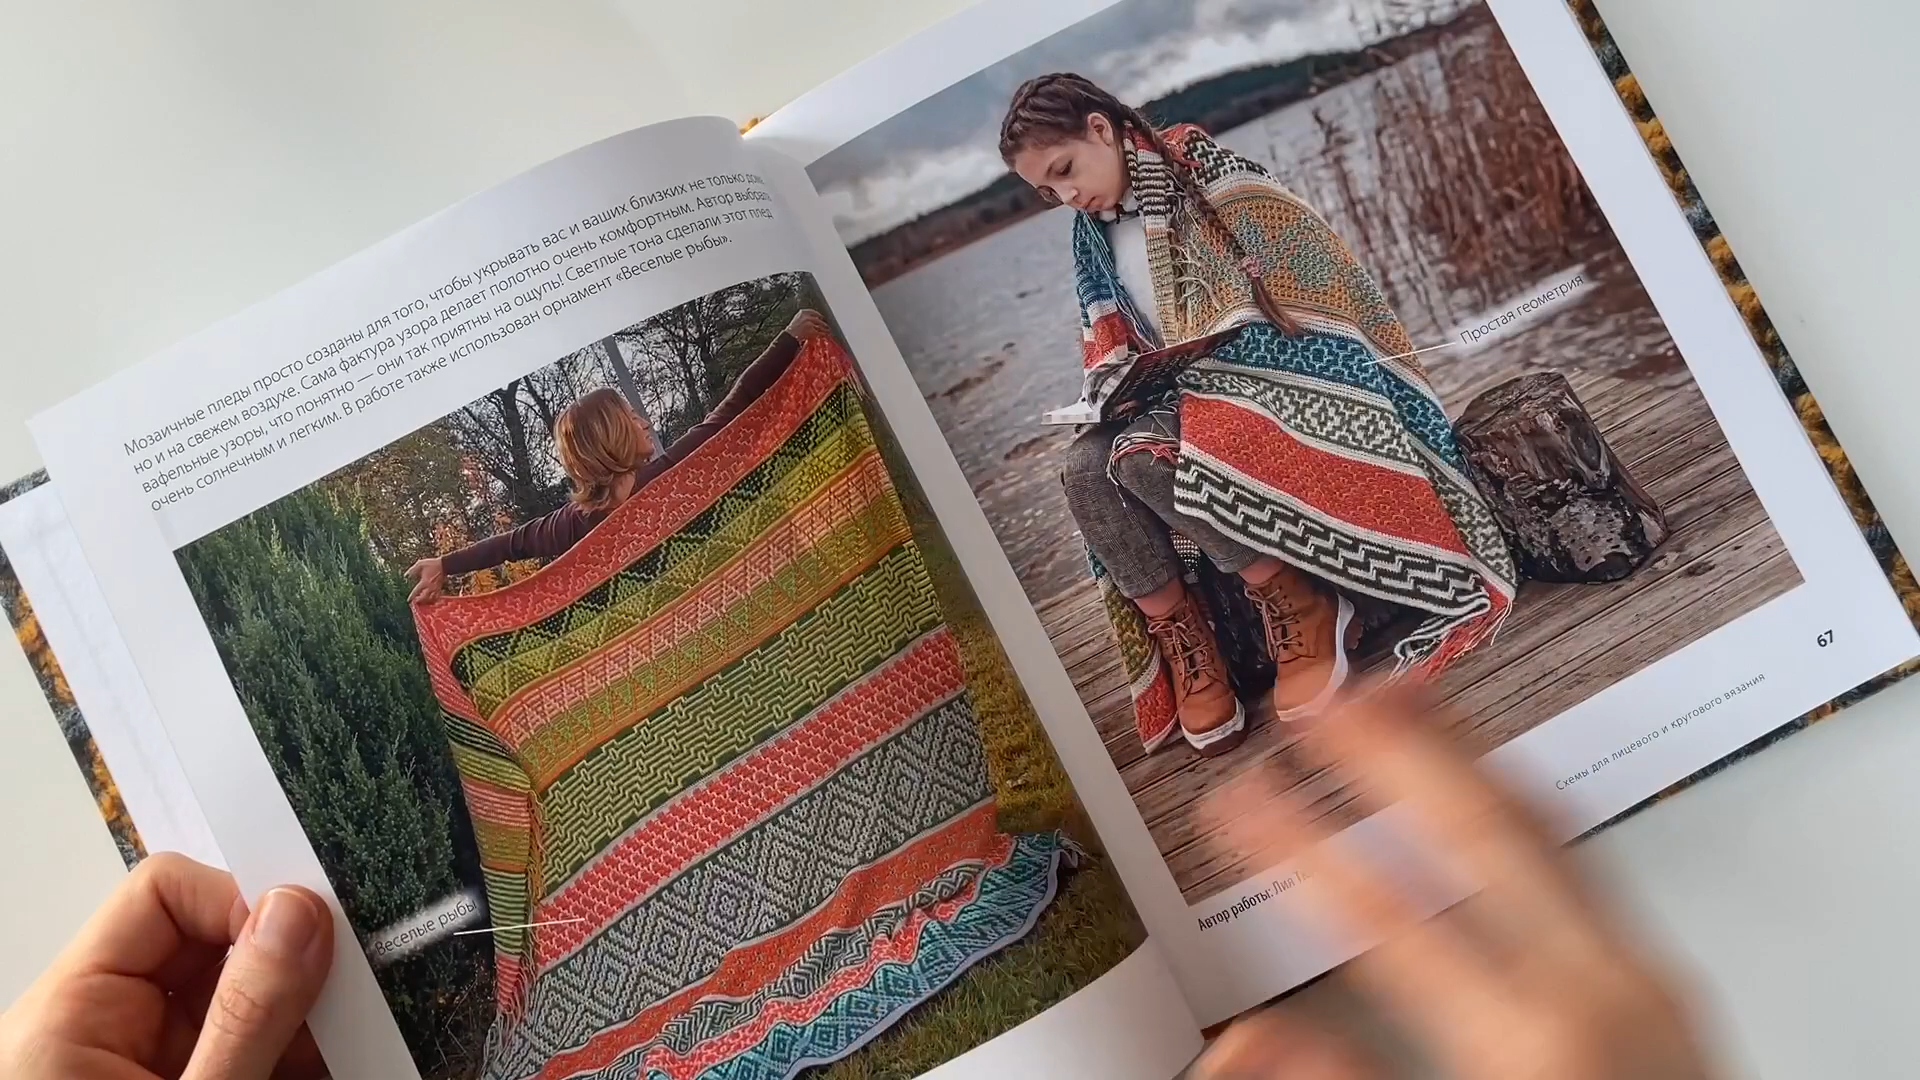 Мозаичные пледы просто созданы для того, чтобы укрывать вас и ваших близких не только дома,
но и на свежем воздухе. Сама фактура узора делает полотно очень комфортным. Автор выбрала
вафельные узоры, что понятно — они так приятны на ощупь! Светлые тона сделали этот плед
очень солнечным и легким. В работе также использован орнамент «Веселые рыбы».
Веселые рыбы
Простая геометрия
Автор работы: Лия
67
Схемы для лицевого и кругового вязания